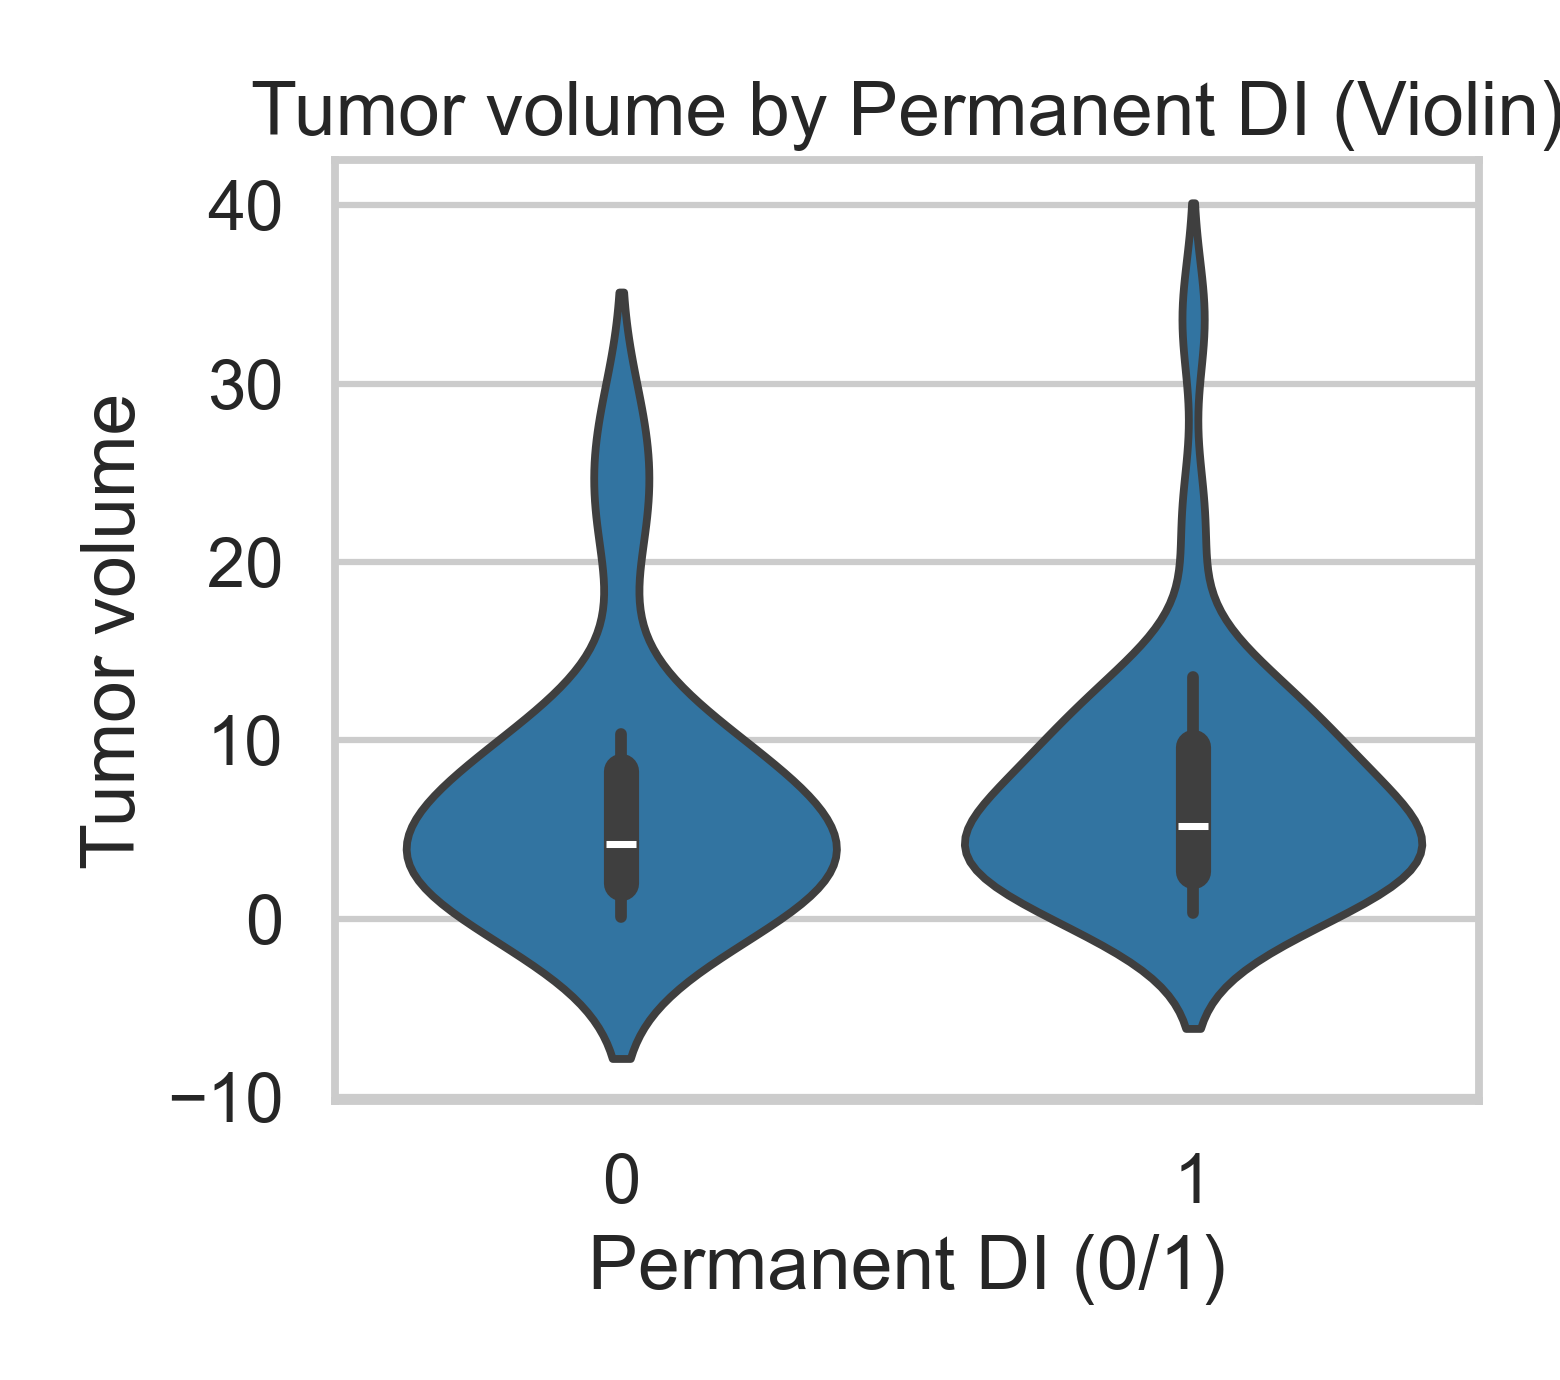 Tumor volume by Permanent DI (Violin)
40
30
20
10
0
−10
Tumor volume
0 1
Permanent DI (0/1)